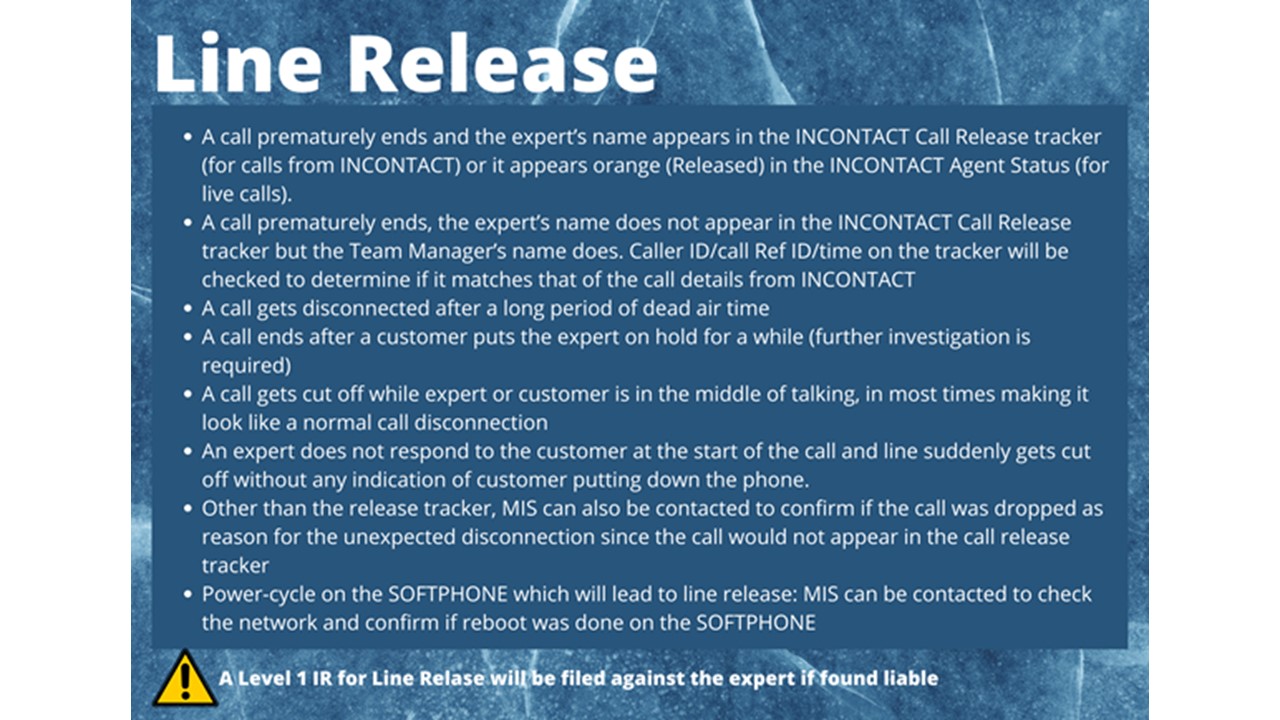 Line Release
• A call prematurely ends and the expert's name appears in the INCONTACT Call Release tracker
(for calls from INCONTACT) or it appears orange (Released) in the INCONTACT Agent Status (for
live calls).
• A call prematurely ends, the expert's name does not appear in the INCONTACT Call Release
tracker but the Team Manager's name does. Caller ID/call Ref ID/time on the tracker will be
checked to determine if it matches that of the call details from INCONTACT
• A call gets disconnected after a long period of dead air time
• A call ends after a customer puts the expert on hold for a while (further investigation is
required)
• A call gets cut off while expert or customer is in the middle of talking, in most times making it
look like a normal call disconnection
• An expert does not respond to the customer at the start of the call and line suddenly gets cut
off without any indication of customer putting down the phone.
• Other than the release tracker, MIS can also be contacted to confirm if the call was dropped as
reason for the unexpected disconnection since the call would not appear in the call release
tracker
• Power-cycle on the SOFTPHONE which will lead to line release: MIS can be contacted to check
the network and confirm if reboot was done on the SOFTPHONE
A Level 1 IR for Line Relase will be filed against the expert if found liable